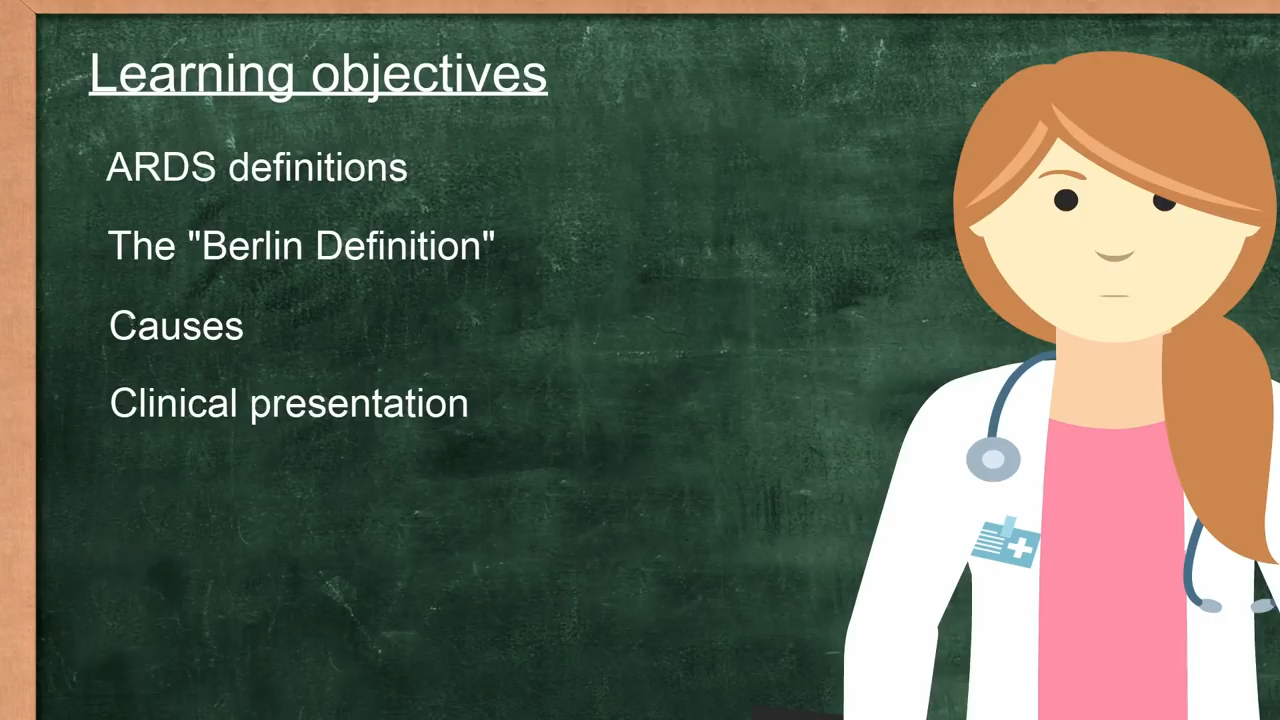 Learning objectives
ARDS definitions
The "Berlin Definition"
Causes
Clinical presentation